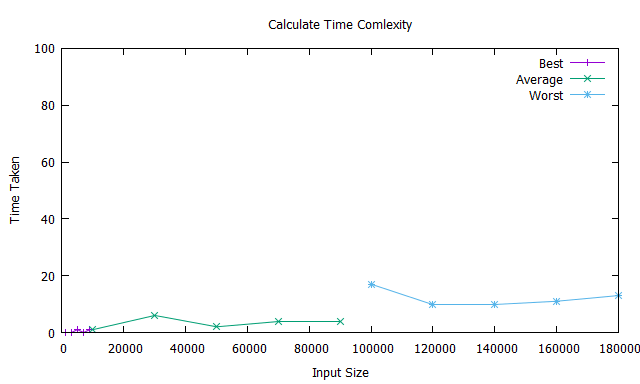 Calculate Time Comlexity
Best
Average
Worst
100
80
60
40
20
0
Time Taken
0 20000 40000 60000 80000 100000 120000 140000 160000 180000
Input Size